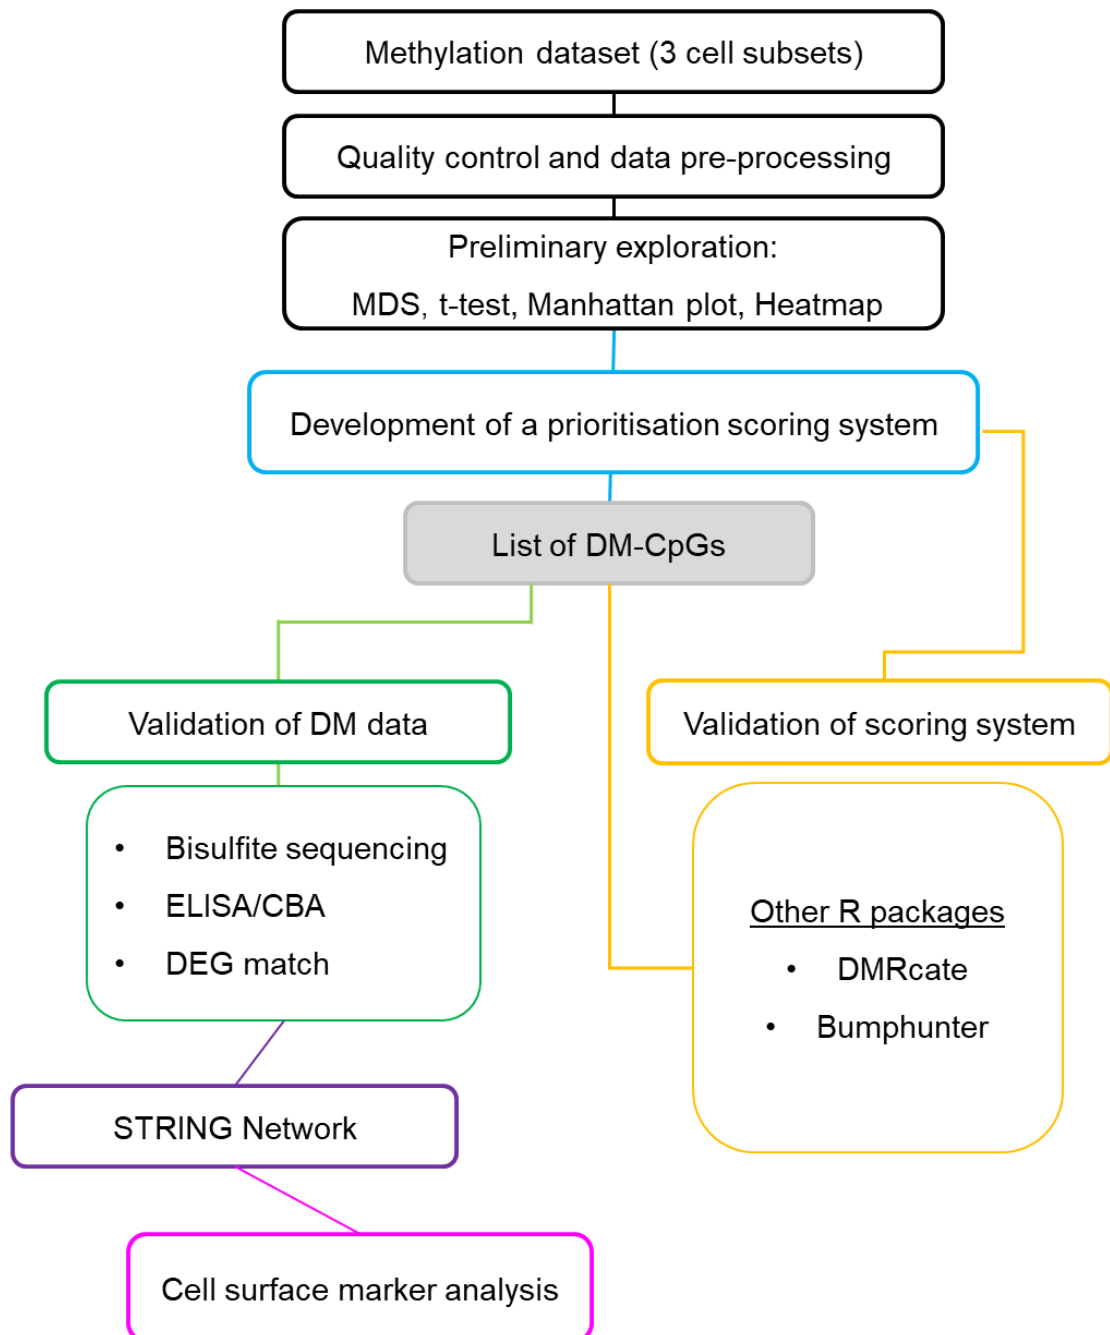 Methylation dataset (3 cell subsets)
Quality control and data pre-processing
Preliminary exploration:
MDS, t-test, Manhattan plot, Heatmap
Development of a prioritisation scoring system
List of DM-CpGs
Validation of DM data
• Bisulfite sequencing
• ELISA/CBA
• DEG match
STRING Network
Cell surface marker analysis
Validation of scoring system
Other R packages
• DMRcate
• Bumphunter